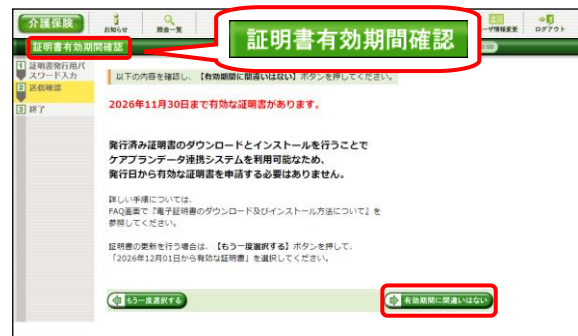 介護保険
お知らせ
照会一覧
ユーザ情報変更
ログアウト
証明書有効期間確認
証明書有効期間確認
1 証明書発行用パスワード入力
2 送信確認
3 終了
以下の内容を確認し、【有効期間に間違いはない】ボタンを押してください。
2026年11月30日まで有効な証明書があります。
発行済み証明書のダウンロードとインストールを行うことで
ケアプランデータ連携システムを利用可能なため、
発行日から有効な証明書を申請する必要はありません。
詳しい手順については、
FAQ画面で『電子証明書のダウンロード及びインストール方法について』を
参照してください。
証明書の更新を行う場合は、【もう一度選択する】ボタンを押して、
「2026年12月01日から有効な証明書」を選択してください。
もう一度選択する
有効期間に間違いはない